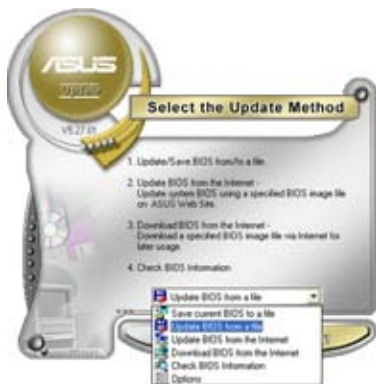 ASUS
Update
V5.27.01
Select the Update Method
1. Update/Save BIOS from/to a file.
2. Update BIOS from the Internet -
Update system BIOS using a specified BIOS image file
on ASUS Web Site.
3. Download BIOS from the Internet -
Download a specified BIOS image file via Internet for
later usage.
4. Check BIOS Information
Update BIOS from a file
Save current BIOS to a file
Update BIOS from a file
Update BIOS from the Internet
Download BIOS from the Internet
Check BIOS Information
Options